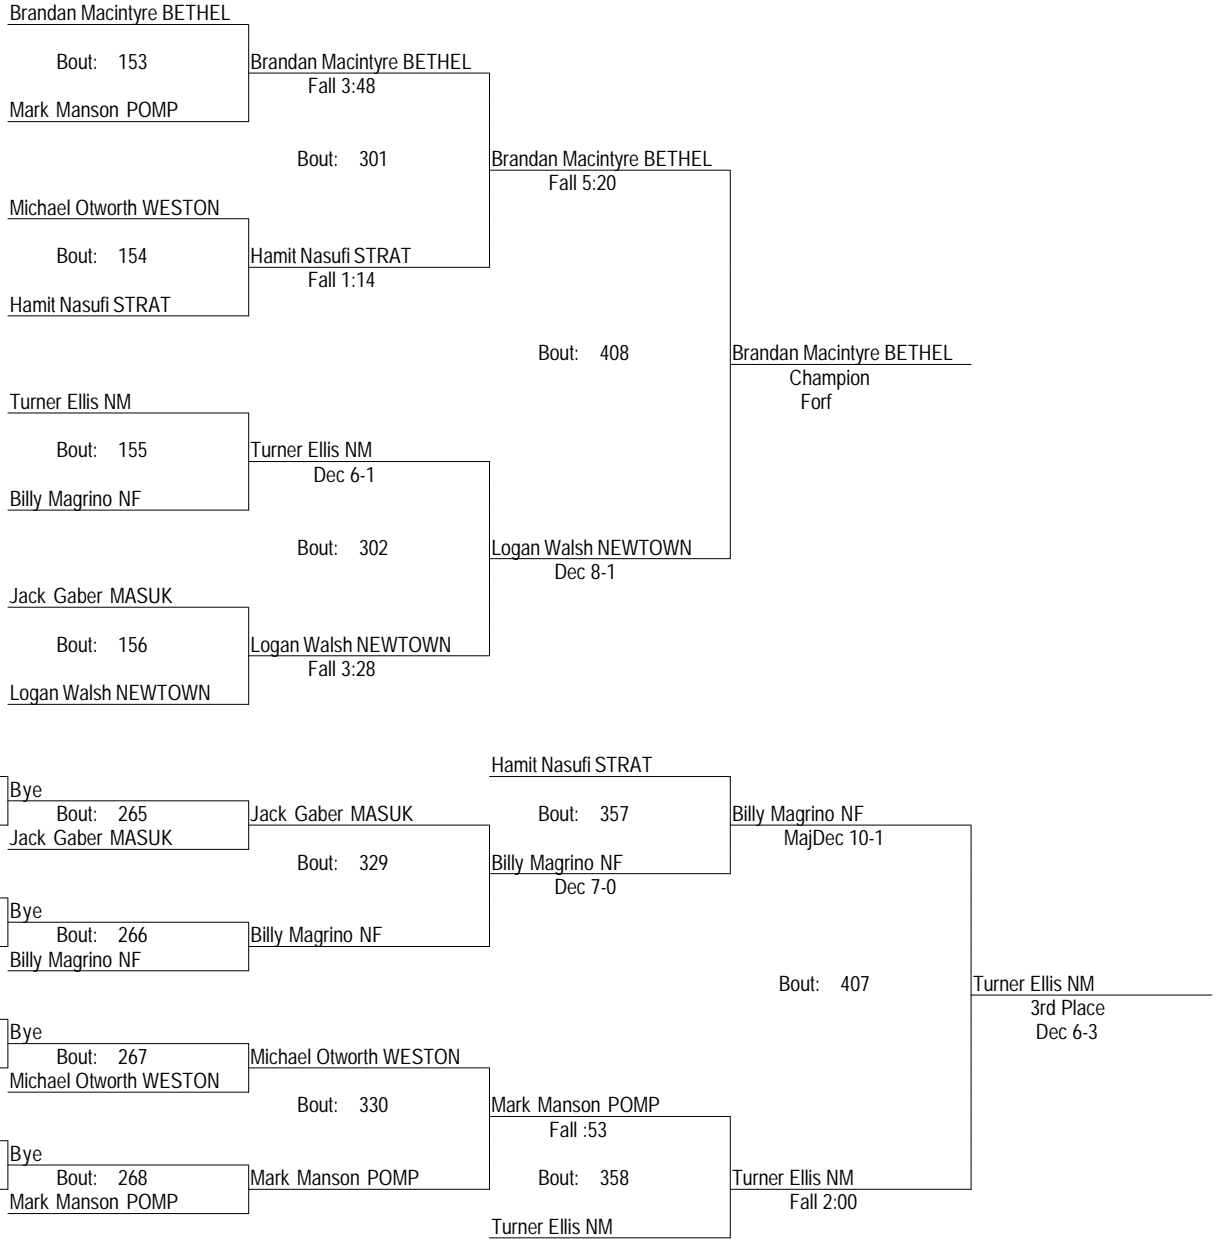 Brandan Macintyre BETHEL
Bout: 153
Brandan Macintyre BETHEL
Fall 3:48
Mark Manson POMP
Bout: 301
Brandan Macintyre BETHEL
Fall 5:20
Michael Otworth WESTON
Bout: 154
Hamit Nasufi STRAT
Fall 1:14
Hamit Nasufi STRAT
Bout: 408
Brandan Macintyre BETHEL
Champion
Forf
Turner Ellis NM
Bout: 155
Turner Ellis NM
Dec 6-1
Billy Magrino NF
Bout: 302
Logan Walsh NEWTOWN
Dec 8-1
Jack Gaber MASUK
Bout: 156
Logan Walsh NEWTOWN
Fall 3:28
Logan Walsh NEWTOWN
Hamit Nasufi STRAT
Bye
Bout: 265
Jack Gaber MASUK
Bout: 357
Billy Magrino NF
MajDec 10-1
Jack Gaber MASUK
Bout: 329
Billy Magrino NF
Dec 7-0
Bye
Bout: 266
Billy Magrino NF
Billy Magrino NF
Bout: 407
Turner Ellis NM
3rd Place
Dec 6-3
Bye
Bout: 267
Michael Otworth WESTON
Michael Otworth WESTON
Bout: 330
Mark Manson POMP
Fall :53
Bye
Bout: 268
Mark Manson POMP
Bout: 358
Turner Ellis NM
Fall 2:00
Mark Manson POMP
Turner Ellis NM